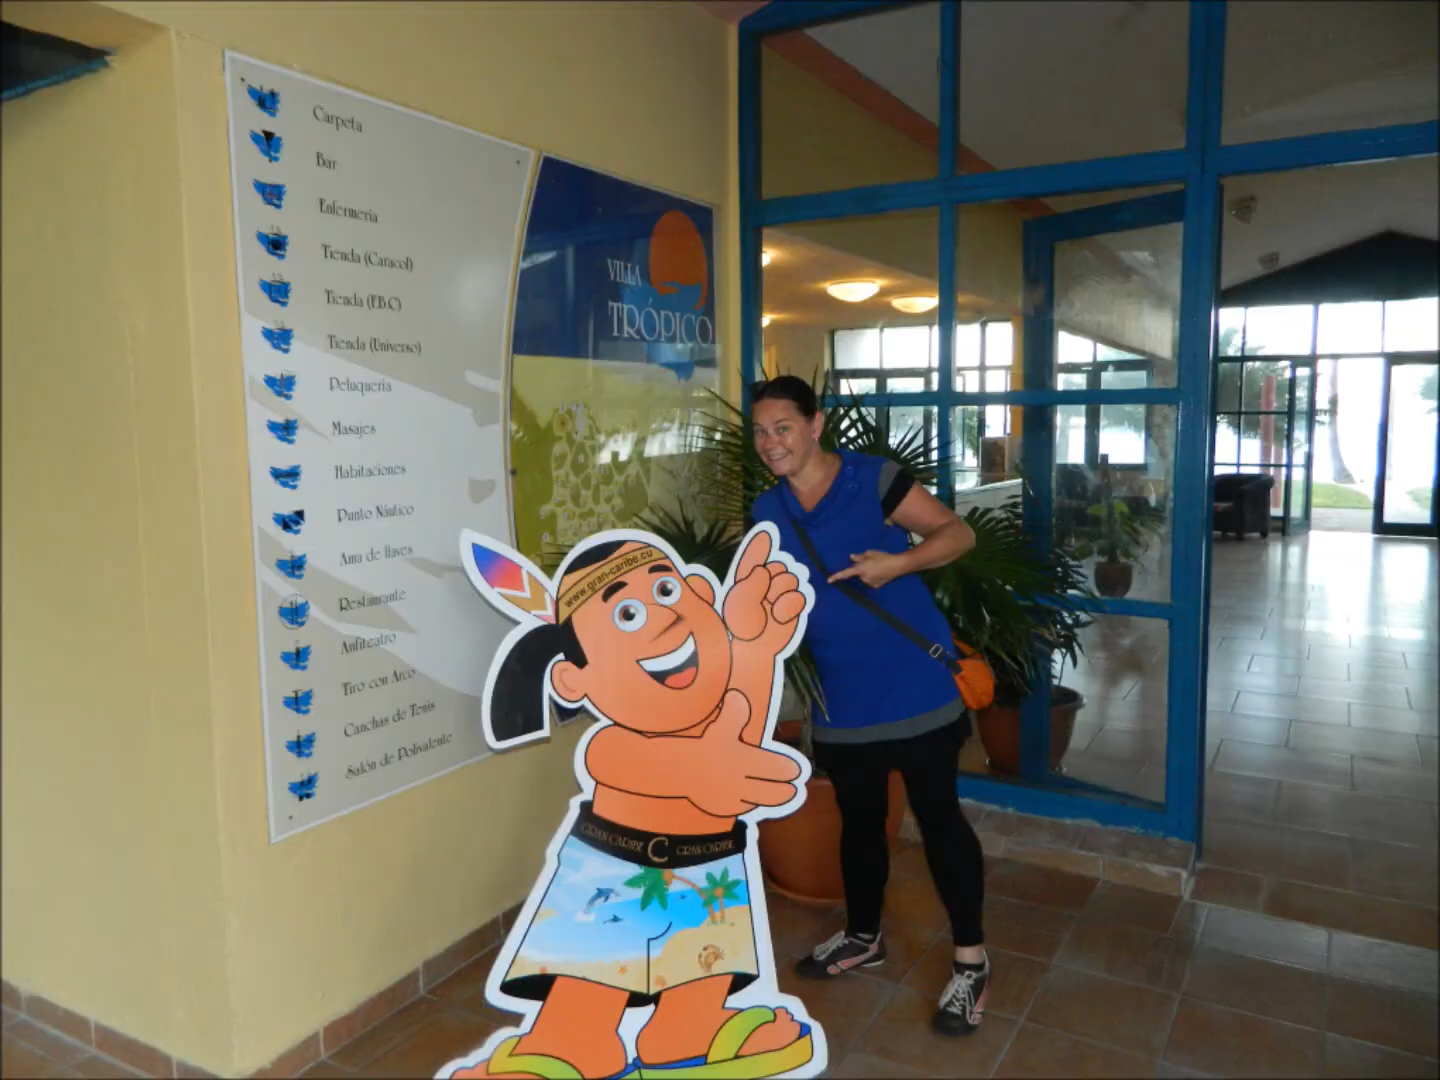 Carpeta
Bar
Enfermería
Tienda (Caracol)
Tienda (F.B.C)
Tienda (Universo)
Peluquería
Masajes
Habitaciones
Punto Náutico
Ama de llaves
Restaurante
Anfiteatro
Tiro con Arco
Canchas de Tenis
Salón de Polivalente
VILLA
TRÓPICO
www.gran-caribe.cu
GRAN CARIBE C GRAN CARIBE